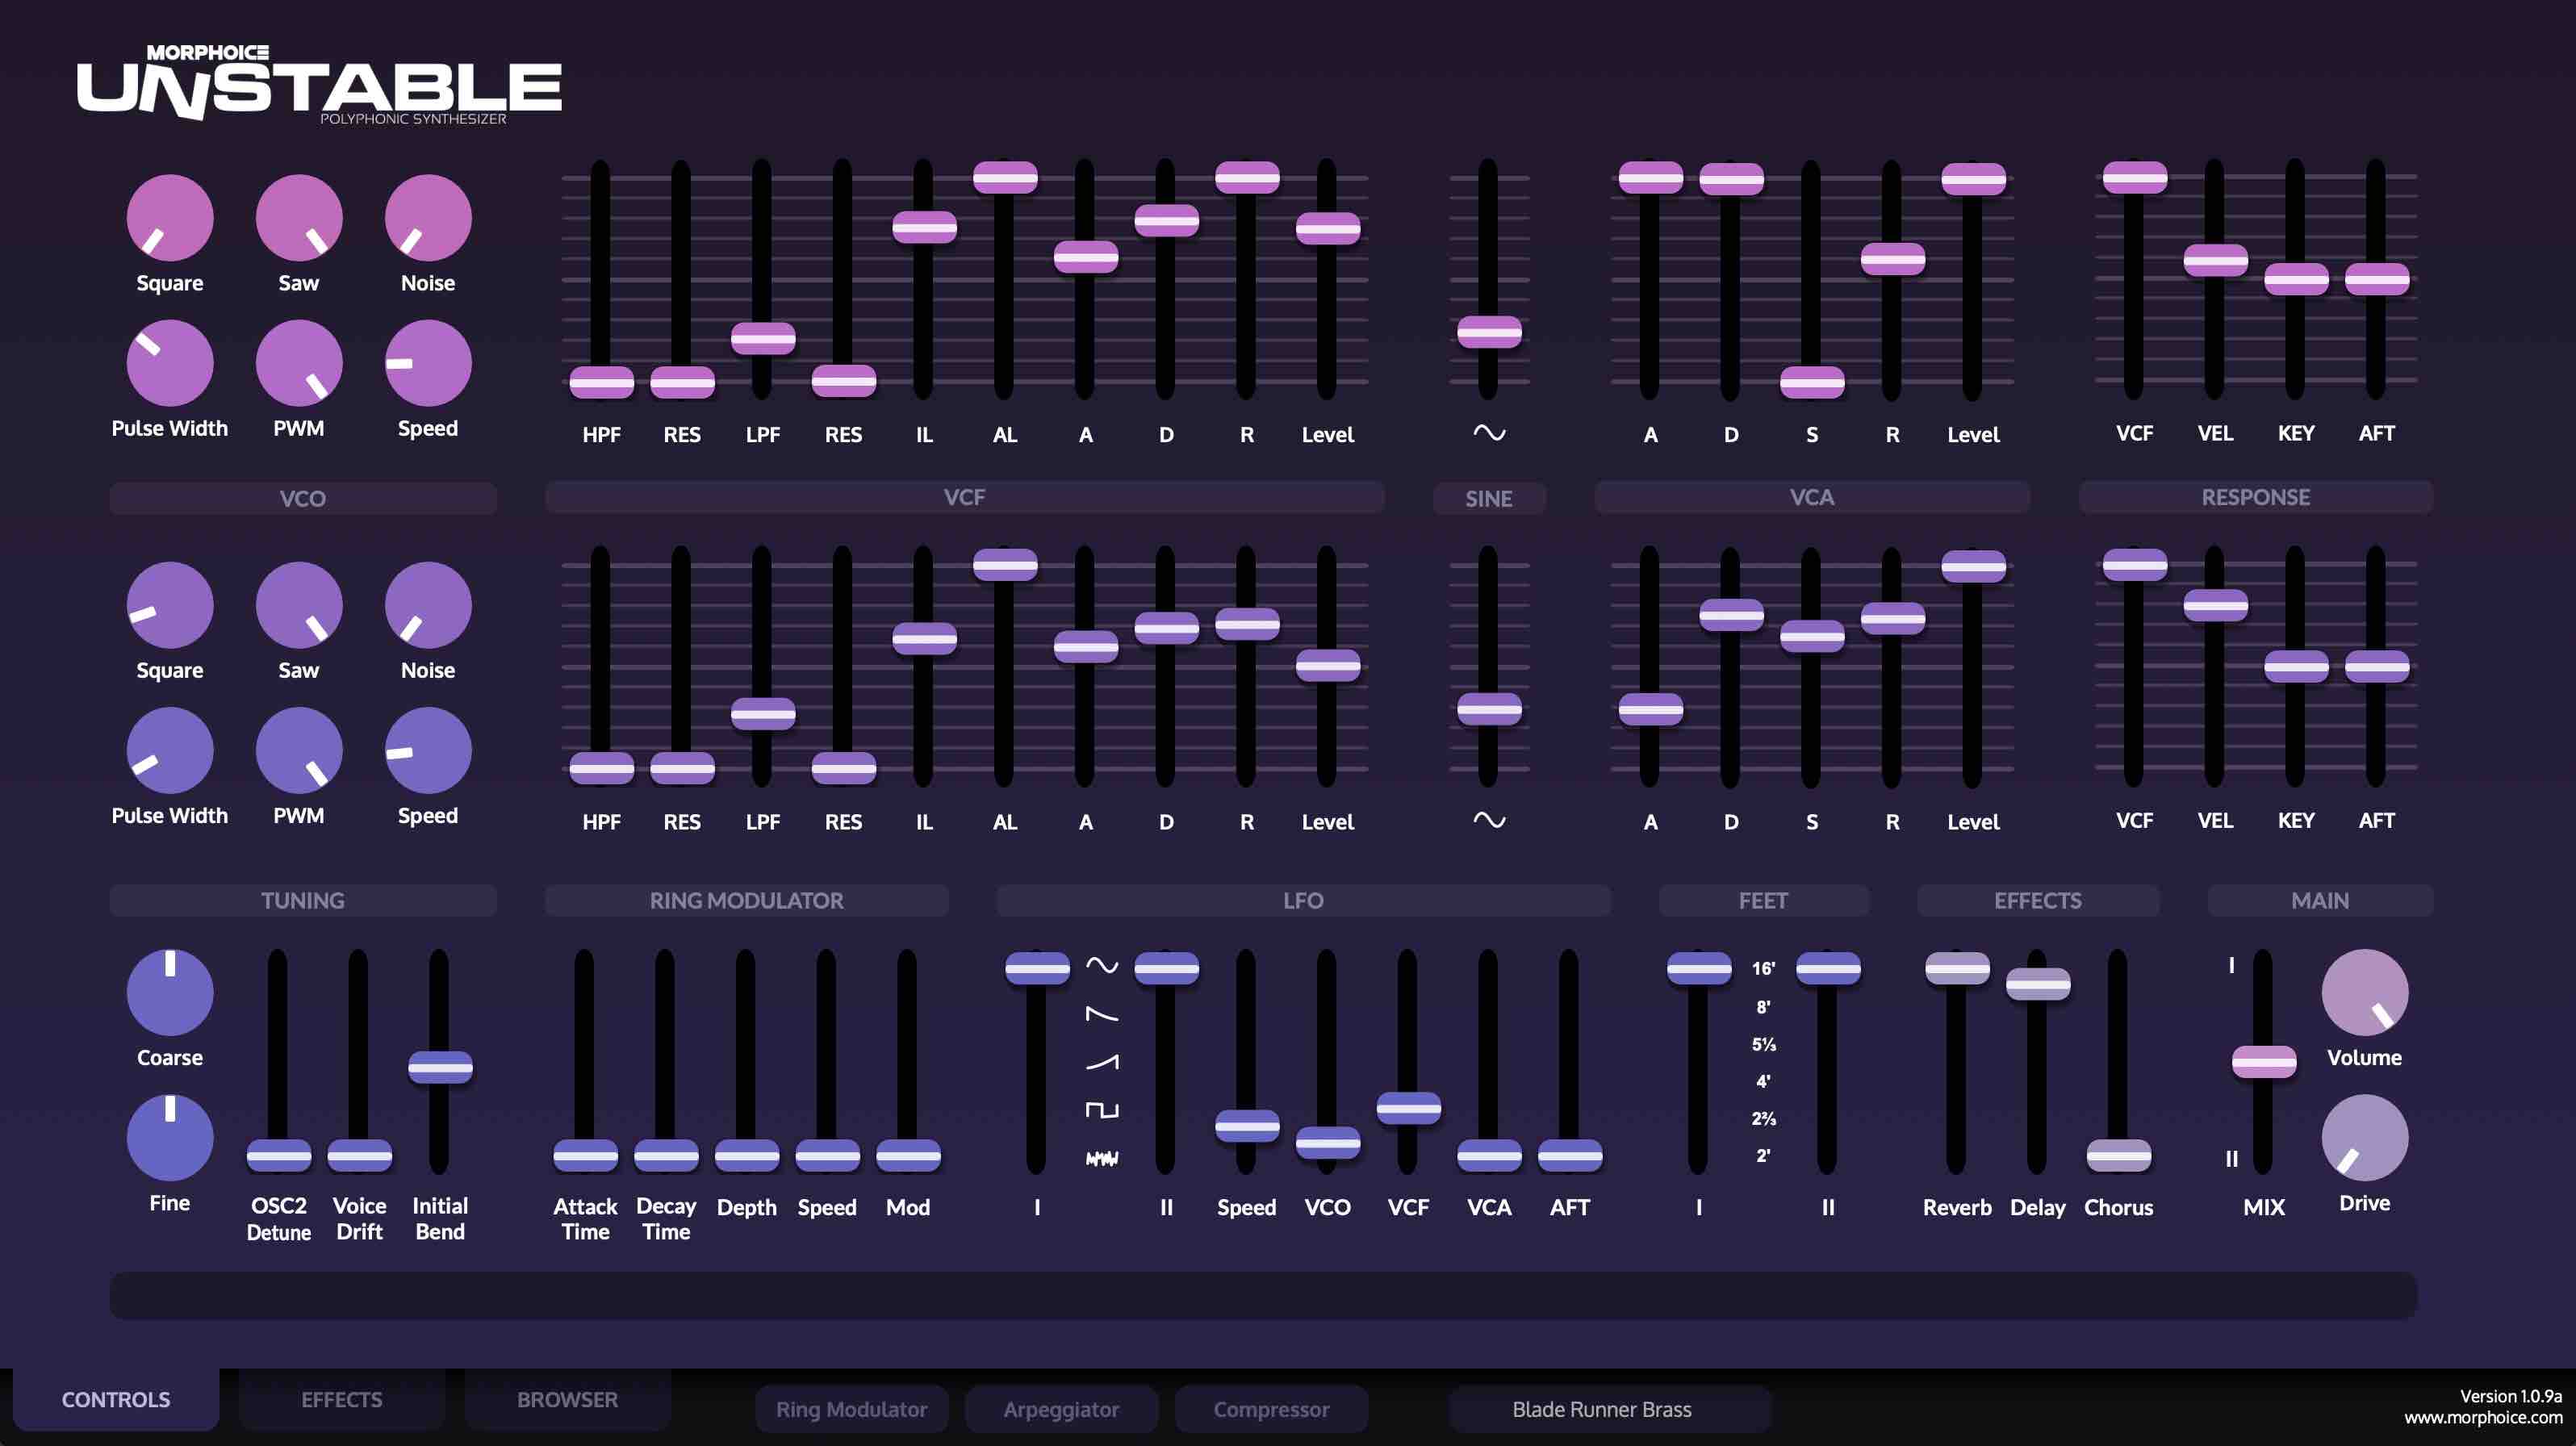 MORPHOICE
UNSTABLE
POLYPHONIC SYNTHESIZER
Square Saw Noise
Pulse Width PWM Speed
HPF RES LPF RES IL AL A D R Level
A D S R Level
VCF VEL KEY AFT
VCO VCF SINE VCA RESPONSE
Square Saw Noise
Pulse Width PWM Speed
HPF RES LPF RES IL AL A D R Level
A D S R Level
VCF VEL KEY AFT
TUNING RING MODULATOR LFO FEET EFFECTS MAIN
Coarse
Fine
OSC2 Detune
Voice Drift
Initial Bend
Attack Time
Decay Time
Depth Speed Mod
I II Speed VCO VCF VCA AFT
16'
8'
5⅓
4'
2⅔
2'
I II
Reverb Delay Chorus
I
II
MIX
Volume
Drive
CONTROLS EFFECTS BROWSER
Ring Modulator Arpeggiator Compressor
Blade Runner Brass
Version 1.0.9a
www.morphoice.com